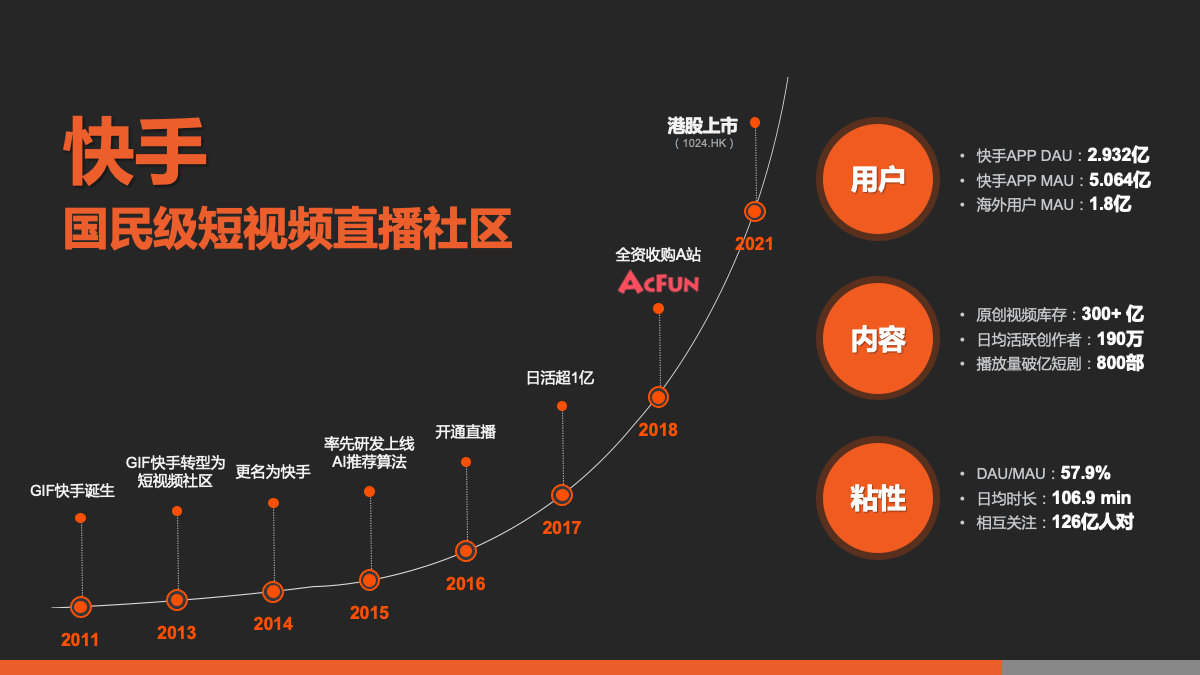 快手
国民级短视频直播社区
GIF快手诞生
2011
GIF快手转型为
短视频社区
2013
更名为快手
2014
率先研发上线
AI推荐算法
2015
开通直播
2016
日活超1亿
2017
全资收购A站
ACFUN
2018
港股上市
(1024.HK)
2021
用户
• 快手APP DAU：2.932亿
• 快手APP MAU：5.064亿
• 海外用户 MAU：1.8亿
内容
• 原创视频库存：300+ 亿
• 日均活跃创作者：190万
• 播放量破亿短剧：800部
粘性
• DAU/MAU：57.9%
• 日均时长：106.9 min
• 相互关注：126亿人对